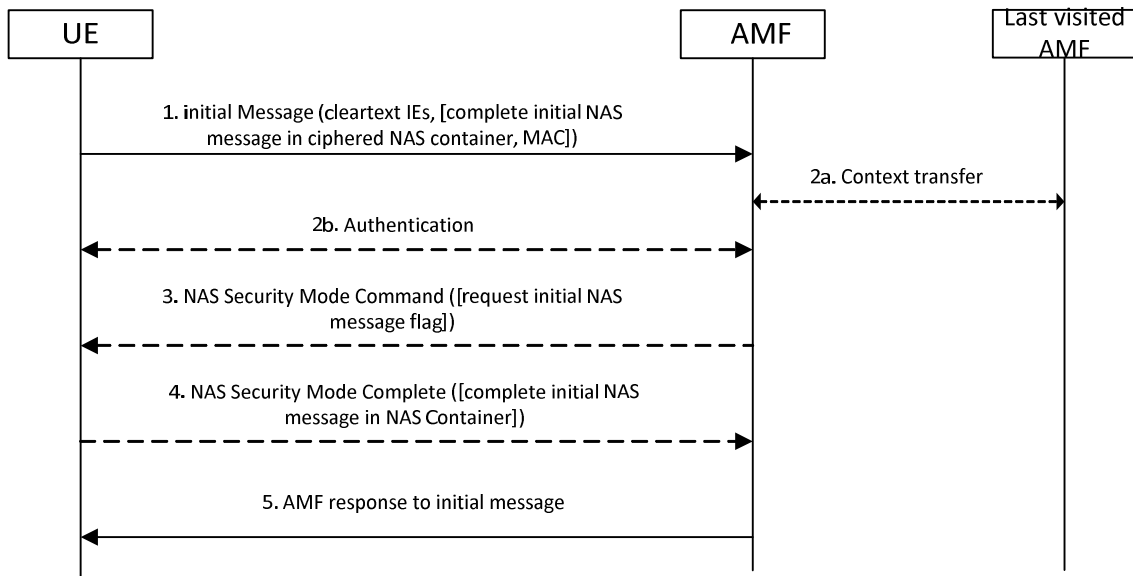 UE
AMF
Last visited
AMF
1. initial Message (cleartext IEs, [complete initial NAS
message in ciphered NAS container, MAC])
2a. Context transfer
2b. Authentication
3. NAS Security Mode Command ([request initial NAS
message flag])
4. NAS Security Mode Complete ([complete initial NAS
message in NAS Container])
5. AMF response to initial message